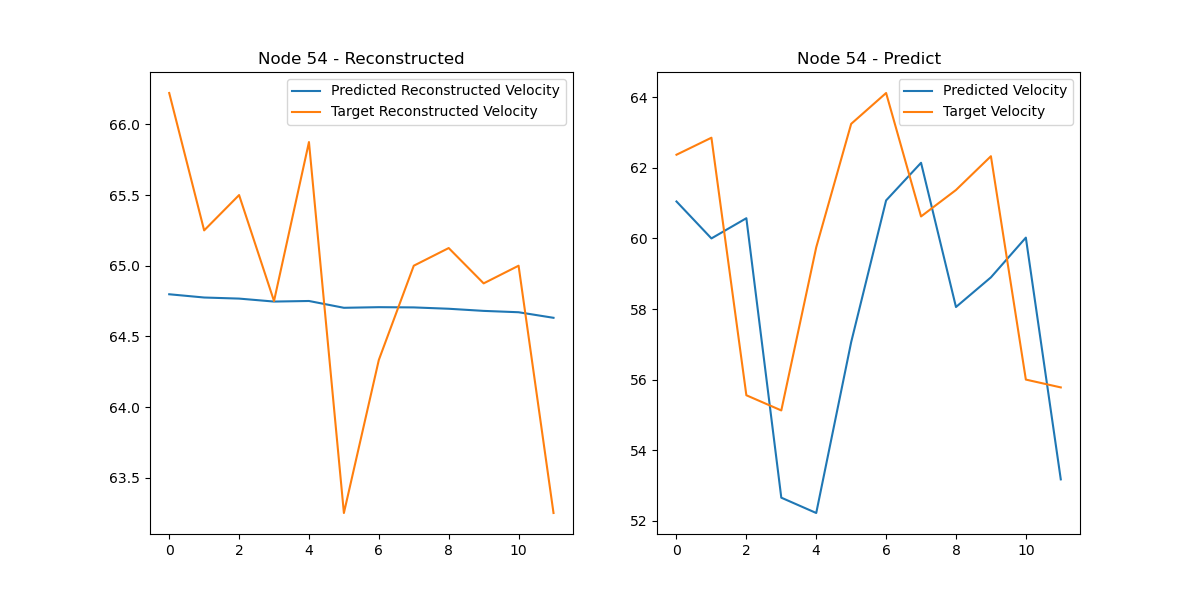 Node 54 - Reconstructed
Predicted Reconstructed Velocity
Target Reconstructed Velocity
66.0
65.5
65.0
64.5
64.0
63.5
0 2 4 6 8 10
Node 54 - Predict
Predicted Velocity
Target Velocity
64
62
60
58
56
54
52
0 2 4 6 8 10